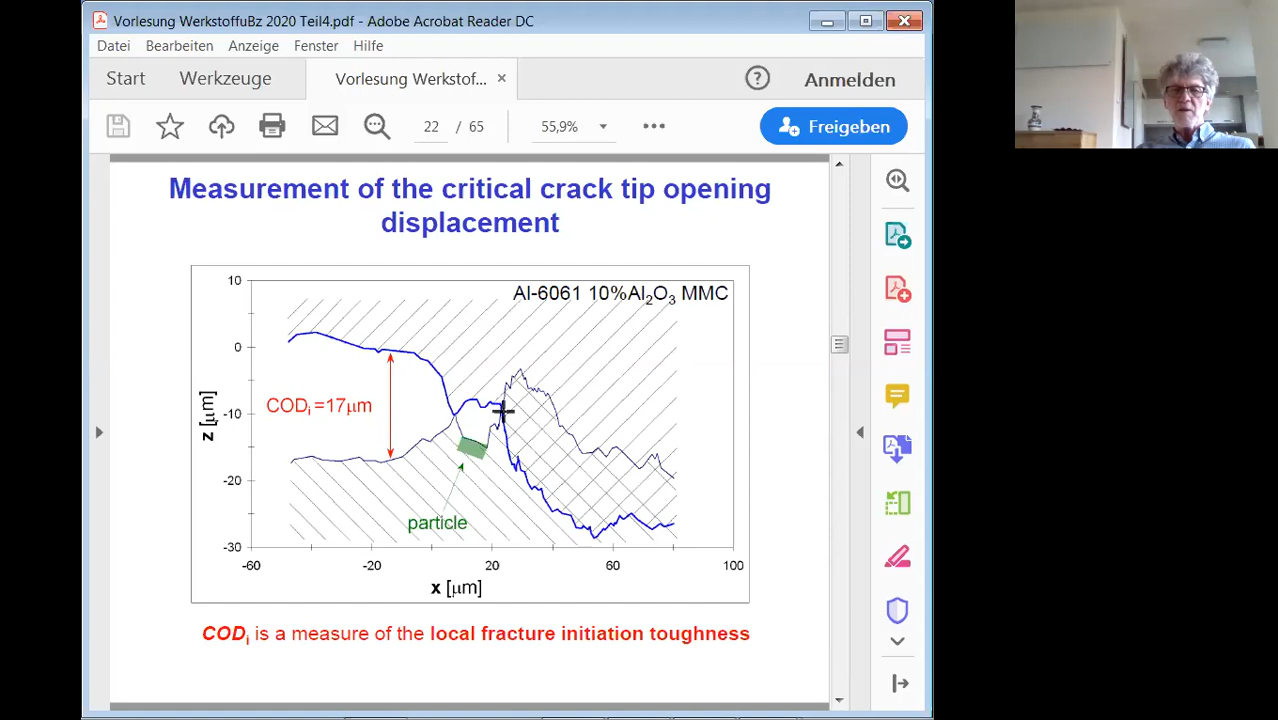 Vorlesung WerkstoffuBz 2020 Teil4.pdf - Adobe Acrobat Reader DC
Datei Bearbeiten Anzeige Fenster Hilfe
Start Werkzeuge Vorlesung Werkstof... × ? Anmelden
22 / 65 55,9% Freigeben
Measurement of the critical crack tip opening
displacement
Al-6061 10%Al₂O₃ MMC
10
0
-10
-20
-30
z [μm]
CODi =17μm
particle
-60 -20 20 60 100
x [μm]
CODi is a measure of the local fracture initiation toughness